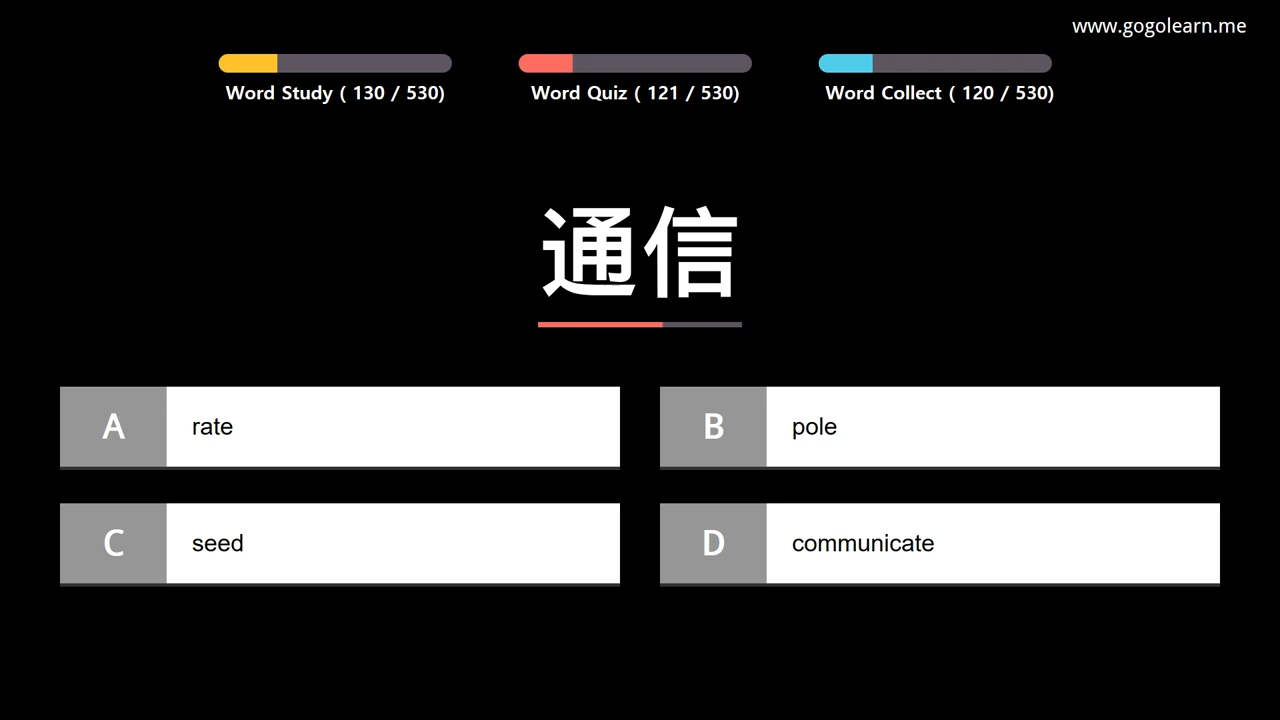 www.gogolearn.me
Word Study ( 130 / 530)
Word Quiz ( 121 / 530)
Word Collect ( 120 / 530)
通信
A rate
B pole
C seed
D communicate